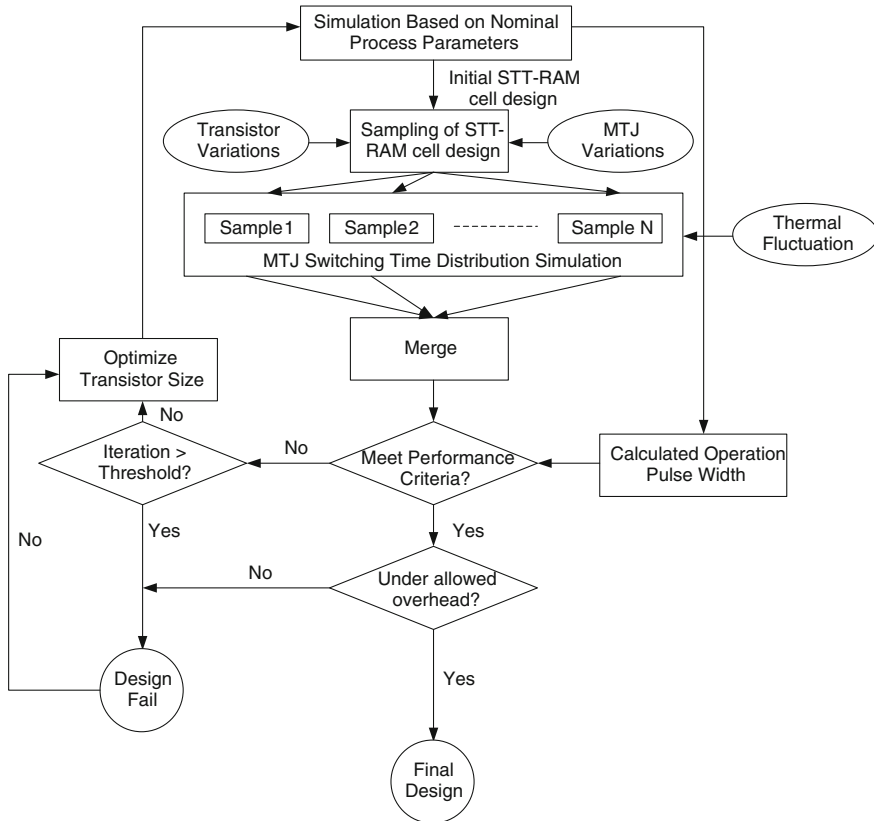 Simulation Based on Nominal
Process Parameters
Initial STT-RAM
cell design
Transistor
Variations
Sampling of STT-
RAM cell design
MTJ
Variations
Sample1
Sample2
Sample N
MTJ Switching Time Distribution Simulation
Thermal
Fluctuation
Merge
Optimize
Transistor Size
No
Iteration >
Threshold?
No
Meet Performance
Criteria?
Calculated Operation
Pulse Width
No
Yes
Yes
No
Under allowed
overhead?
Design
Fail
Yes
Final
Design